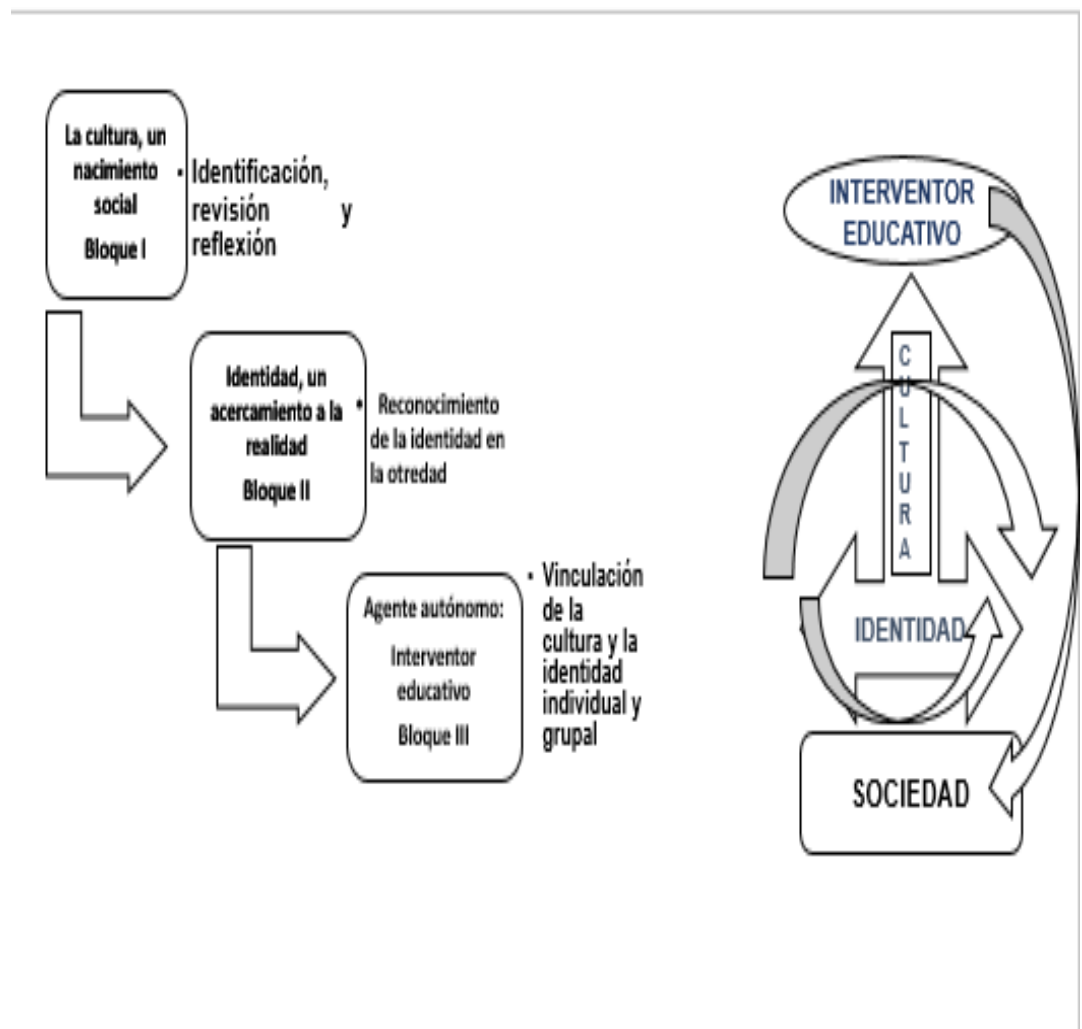 La cultura, un
nacimiento
social
Bloque I
• Identificación,
revisión y
reflexión
Identidad, un
acercamiento a la
realidad
Bloque II
• Reconocimiento
de la identidad en
la otredad
Agente autónomo:
Interventor
educativo
Bloque III
• Vinculación
de la
cultura y la
identidad
individual y
grupal
INTERVENTOR
EDUCATIVO
C
U
L
T
U
R
A
IDENTIDAD
SOCIEDAD